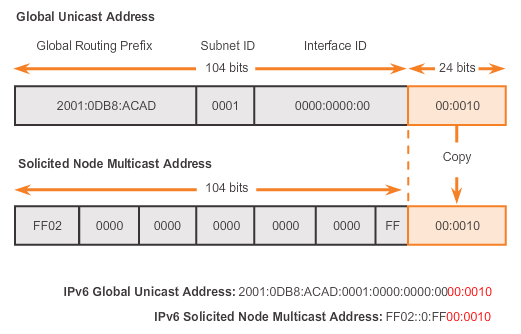 Global Unicast Address
Global Routing Prefix Subnet ID Interface ID
104 bits 24 bits
2001:0DB8:ACAD 0001 0000:0000:00 00:0010
Copy
Solicited Node Multicast Address
104 bits
FF02 0000 0000 0000 0000 0000 FF 00:0010
IPv6 Global Unicast Address: 2001:0DB8:ACAD:0001:0000:0000:0000:0010
IPv6 Solicited Node Multicast Address: FF02::0:FF00:0010